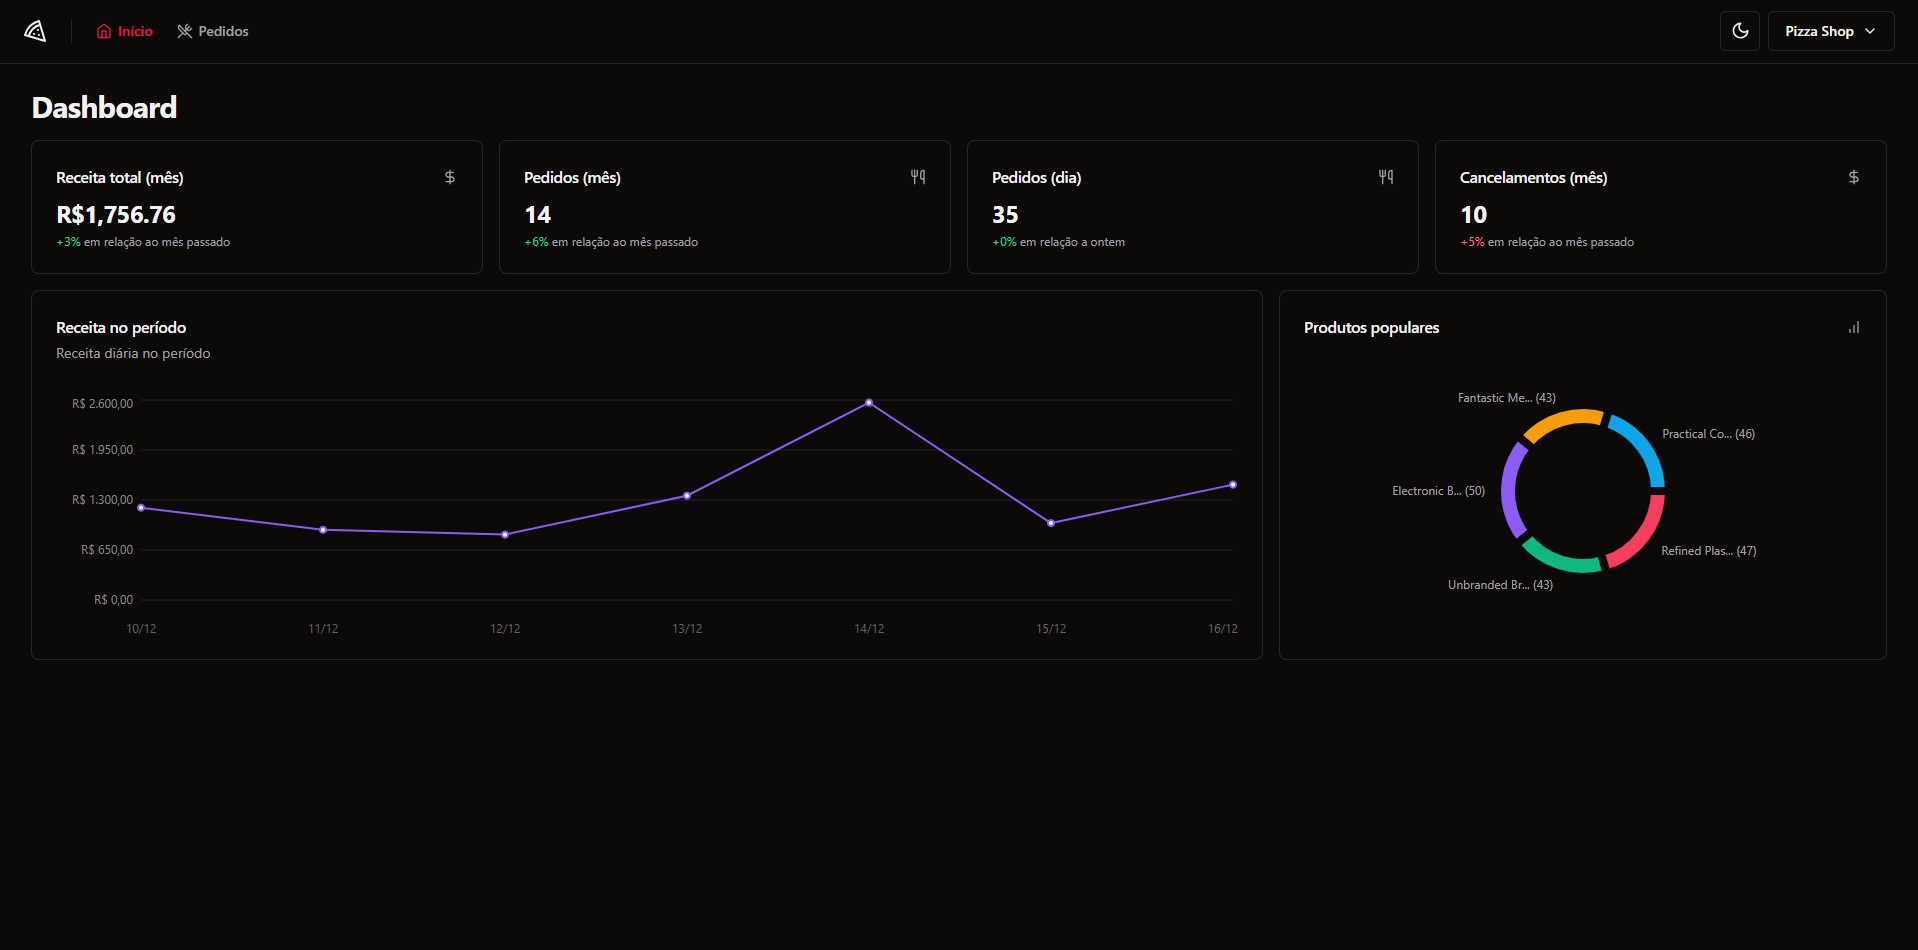 Início Pedidos Pizza Shop
Dashboard
Receita total (mês)
R$1,756.76
+3% em relação ao mês passado
Pedidos (mês)
14
+6% em relação ao mês passado
Pedidos (dia)
35
+0% em relação a ontem
Cancelamentos (mês)
10
+5% em relação ao mês passado
Receita no período
Receita diária no período
R$ 2.600,00
R$ 1.950,00
R$ 1.300,00
R$ 650,00
R$ 0,00
10/12 11/12 12/12 13/12 14/12 15/12 16/12
Produtos populares
Fantastic Me... (43)
Practical Co... (46)
Electronic B... (50)
Refined Plas... (47)
Unbranded Br... (43)